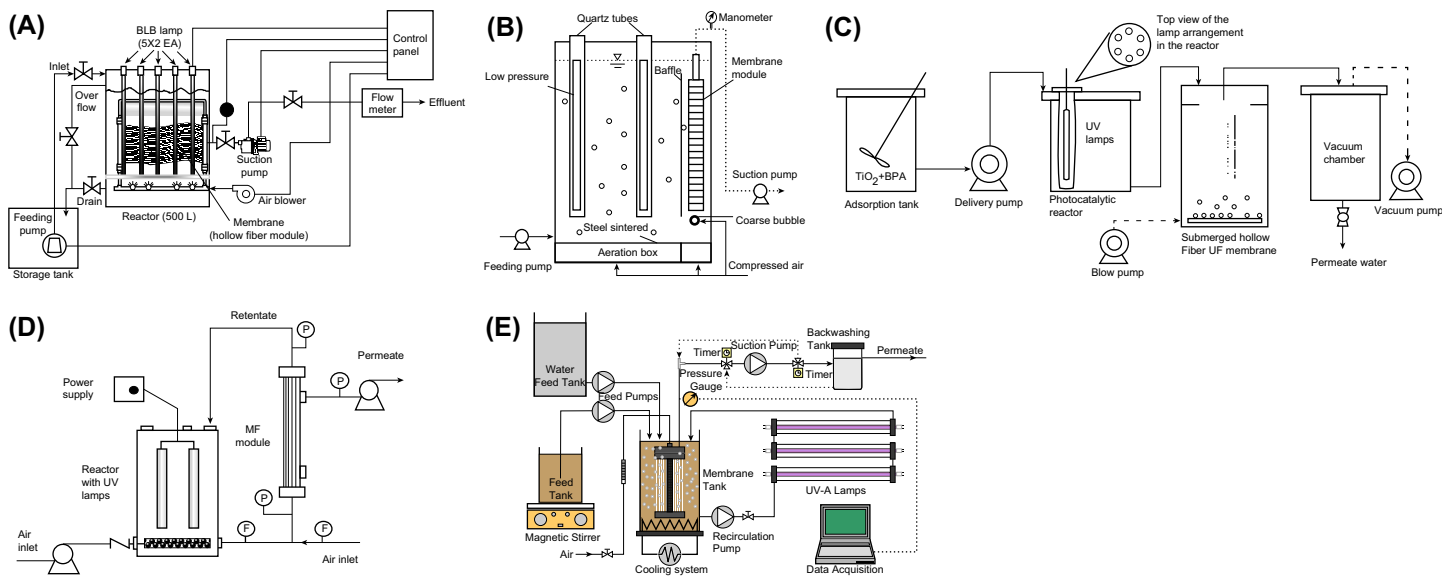 (A)
BLB lamp
(5X2 EA)
Control
panel
Inlet
Over
flow
Flow
meter
Effluent
Suction
pump
Drain
Air blower
Reactor (500 L)
Membrane
(hollow fiber module)
Feeding
pump
Storage tank
(B)
Quartz tubes
Manometer
Low pressure
Baffle
Membrane
module
Suction pump
Coarse bubble
Steel sintered
Aeration box
Feeding pump
Compressed air
(C)
Top view of the
lamp arrangement
in the reactor
UV
lamps
Vacuum
chamber
TiO2+BPA
Adsorption tank
Delivery pump
Photocatalytic
reactor
Vacuum pump
Submerged hollow
Fiber UF membrane
Blow pump
Permeate water
(D)
Retentate
P
Permeate
P
Power
supply
MF
module
Reactor
with UV
lamps
P
F
F
Air
inlet
Air inlet
(E)
Backwashing
Tank
Timer
Suction Pump
Permeate
Water
Feed Tank
Pressure
Gauge
Timer
Feed Pumps
Feed
Tank
Membrane
Tank
UV-A Lamps
Magnetic Stirrer
Recirculation
Pump
Air
Cooling system
Data Acquisition